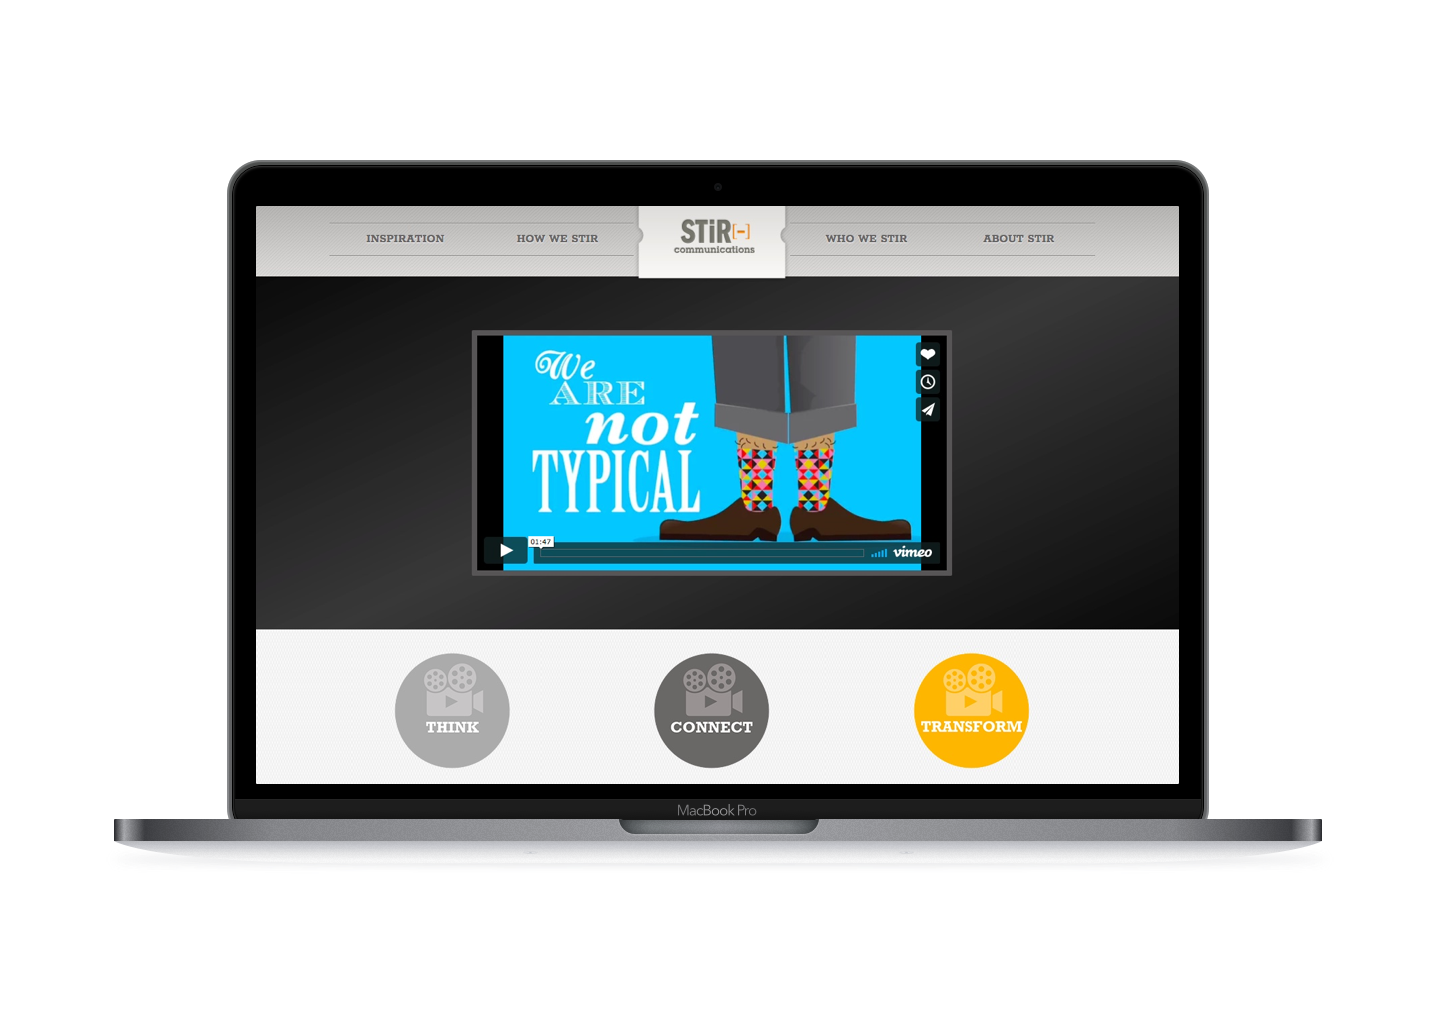 INSPIRATION
HOW WE STIR
STiR[-]
communications
WHO WE STIR
ABOUT STIR
We
ARE
not
TYPICAL
01:47
vimeo
THINK
CONNECT
TRANSFORM
MacBook Pro